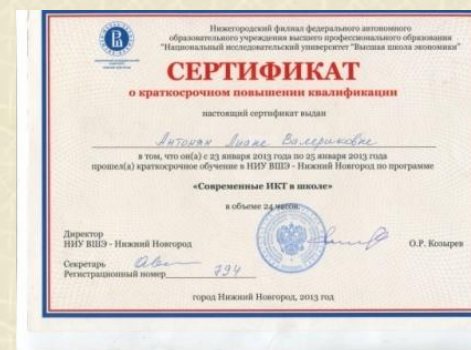 Нижегородский филиал федерального автономного
образовательного учреждения высшего профессионального образования
"Национальный исследовательский университет "Высшая школа экономики"
СЕРТИФИКАТ
о краткосрочном повышении квалификации
настоящий сертификат выдан
Антонян Лиане Валериковне
в том, что он(а) с 23 января 2013 года по 25 января 2013 года
прошел(а) краткосрочное обучение в НИУ ВШЭ - Нижний Новгород по программе
«Современные ИКТ в школе»
в объеме 24 часов.
Директор
НИУ ВШЭ - Нижний Новгород
О.Р. Козырев
Секретарь
Регистрационный номер 794
город Нижний Новгород, 2013 год